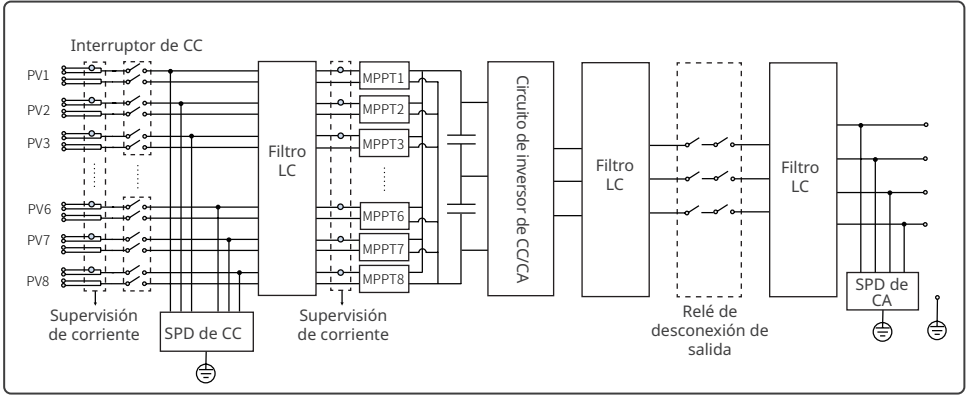 Interruptor de CC
PV1
PV2
PV3
PV6
PV7
PV8
Supervisión
de corriente
SPD de CC
Filtro
LC
Supervisión
de corriente
MPPT1
MPPT2
MPPT3
MPPT6
MPPT7
MPPT8
Circuito de inversor de CC/CA
Filtro
LC
Relé de
desconexión de
salida
Filtro
LC
SPD de
CA